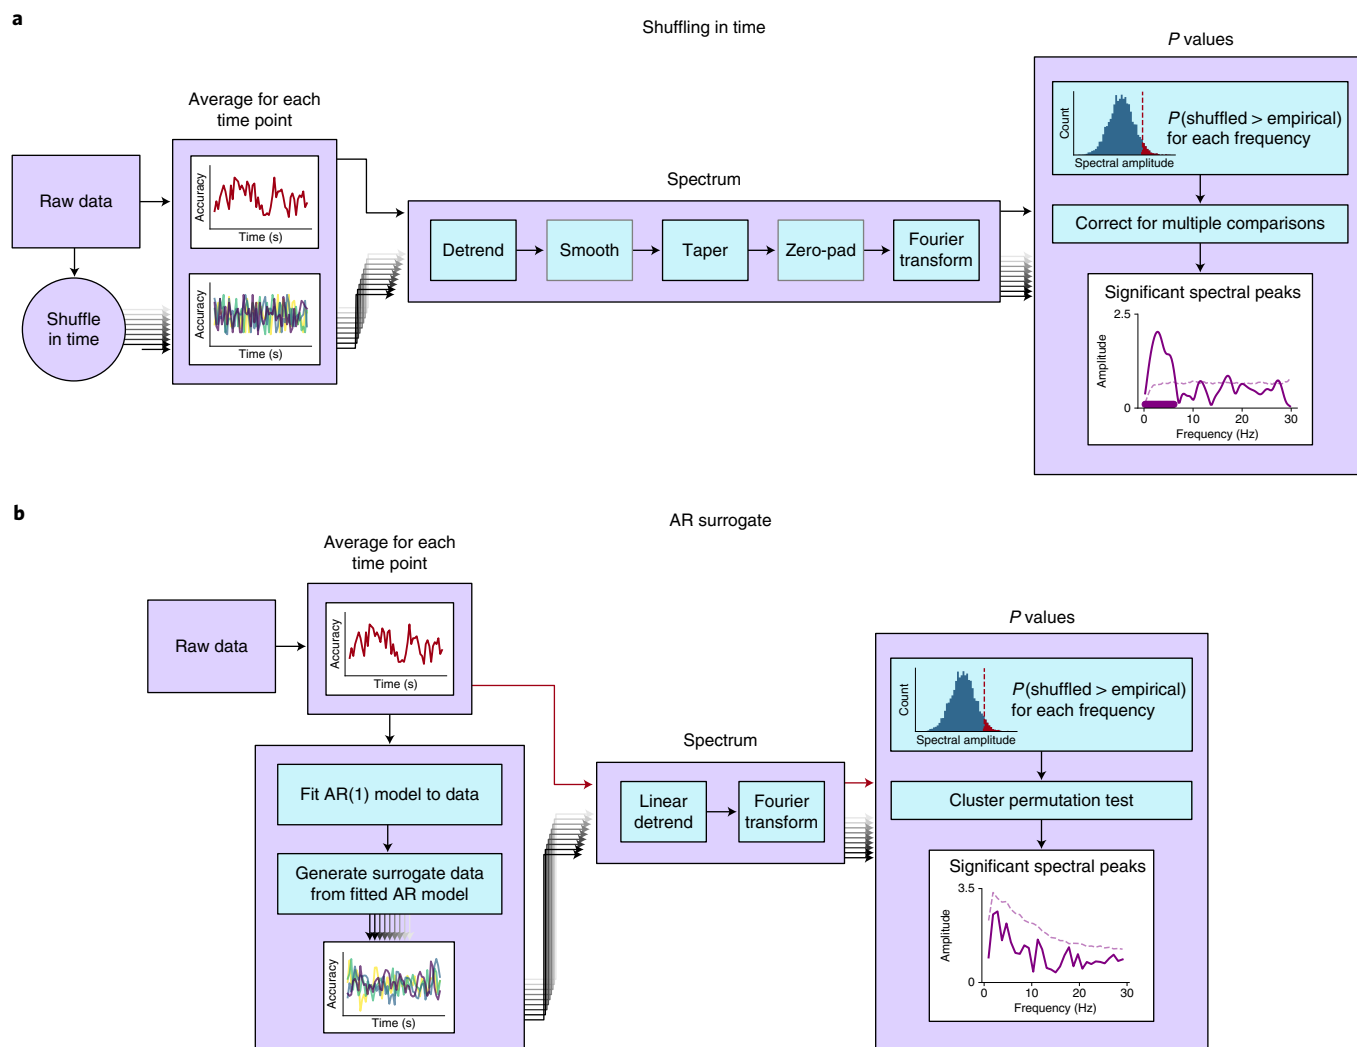 a
Shuffling in time
P values
Average for each
time point
Raw data
Shuffle
in time
Accuracy
Time (s)
Accuracy
Time (s)
Spectrum
Detrend
Smooth
Taper
Zero-pad
Fourier
transform
Count
Spectral amplitude
P(shuffled > empirical)
for each frequency
Correct for multiple comparisons
Significant spectral peaks
2.5
Amplitude
0
0
10
20
30
Frequency (Hz)
b
AR surrogate
Average for each
time point
Raw data
Accuracy
Time (s)
Fit AR(1) model to data
Generate surrogate data
from fitted AR model
Accuracy
Time (s)
Spectrum
Linear
detrend
Fourier
transform
P values
Count
Spectral amplitude
P(shuffled > empirical)
for each frequency
Cluster permutation test
Significant spectral peaks
3.5
Amplitude
0
0
10
20
30
Frequency (Hz)